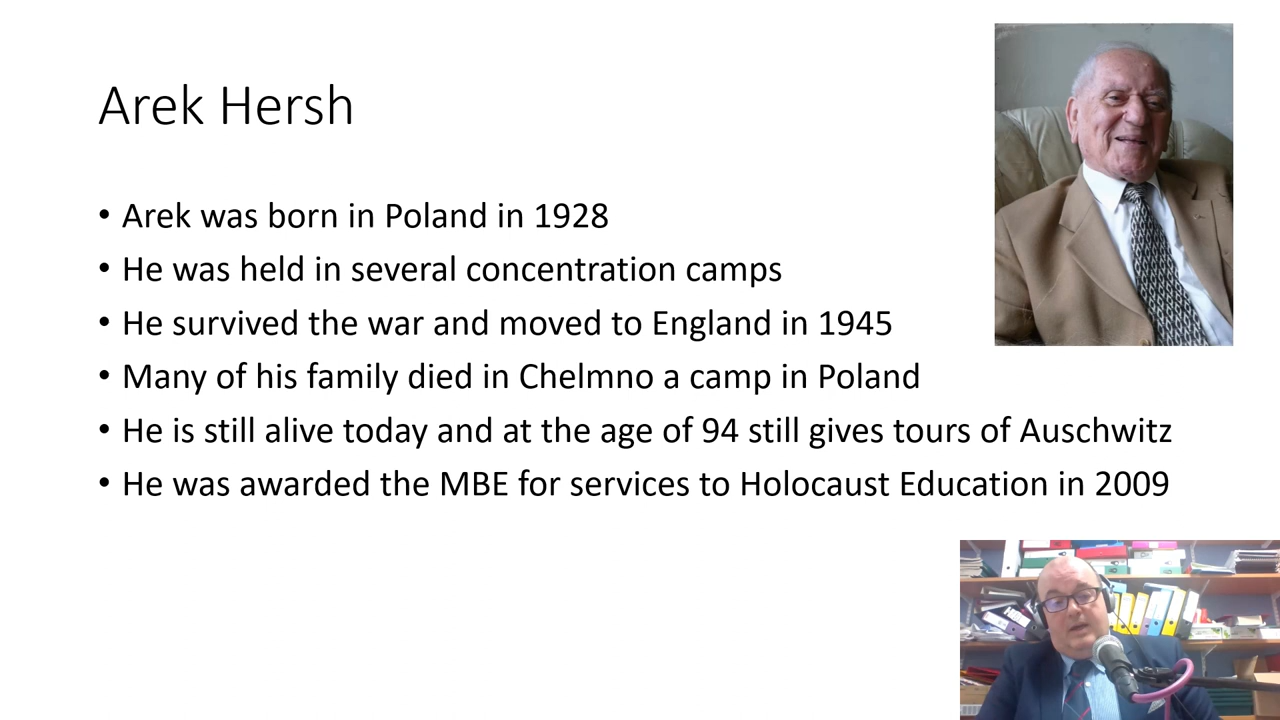 Arek Hersh
• Arek was born in Poland in 1928
• He was held in several concentration camps
• He survived the war and moved to England in 1945
• Many of his family died in Chelmno a camp in Poland
• He is still alive today and at the age of 94 still gives tours of Auschwitz
• He was awarded the MBE for services to Holocaust Education in 2009